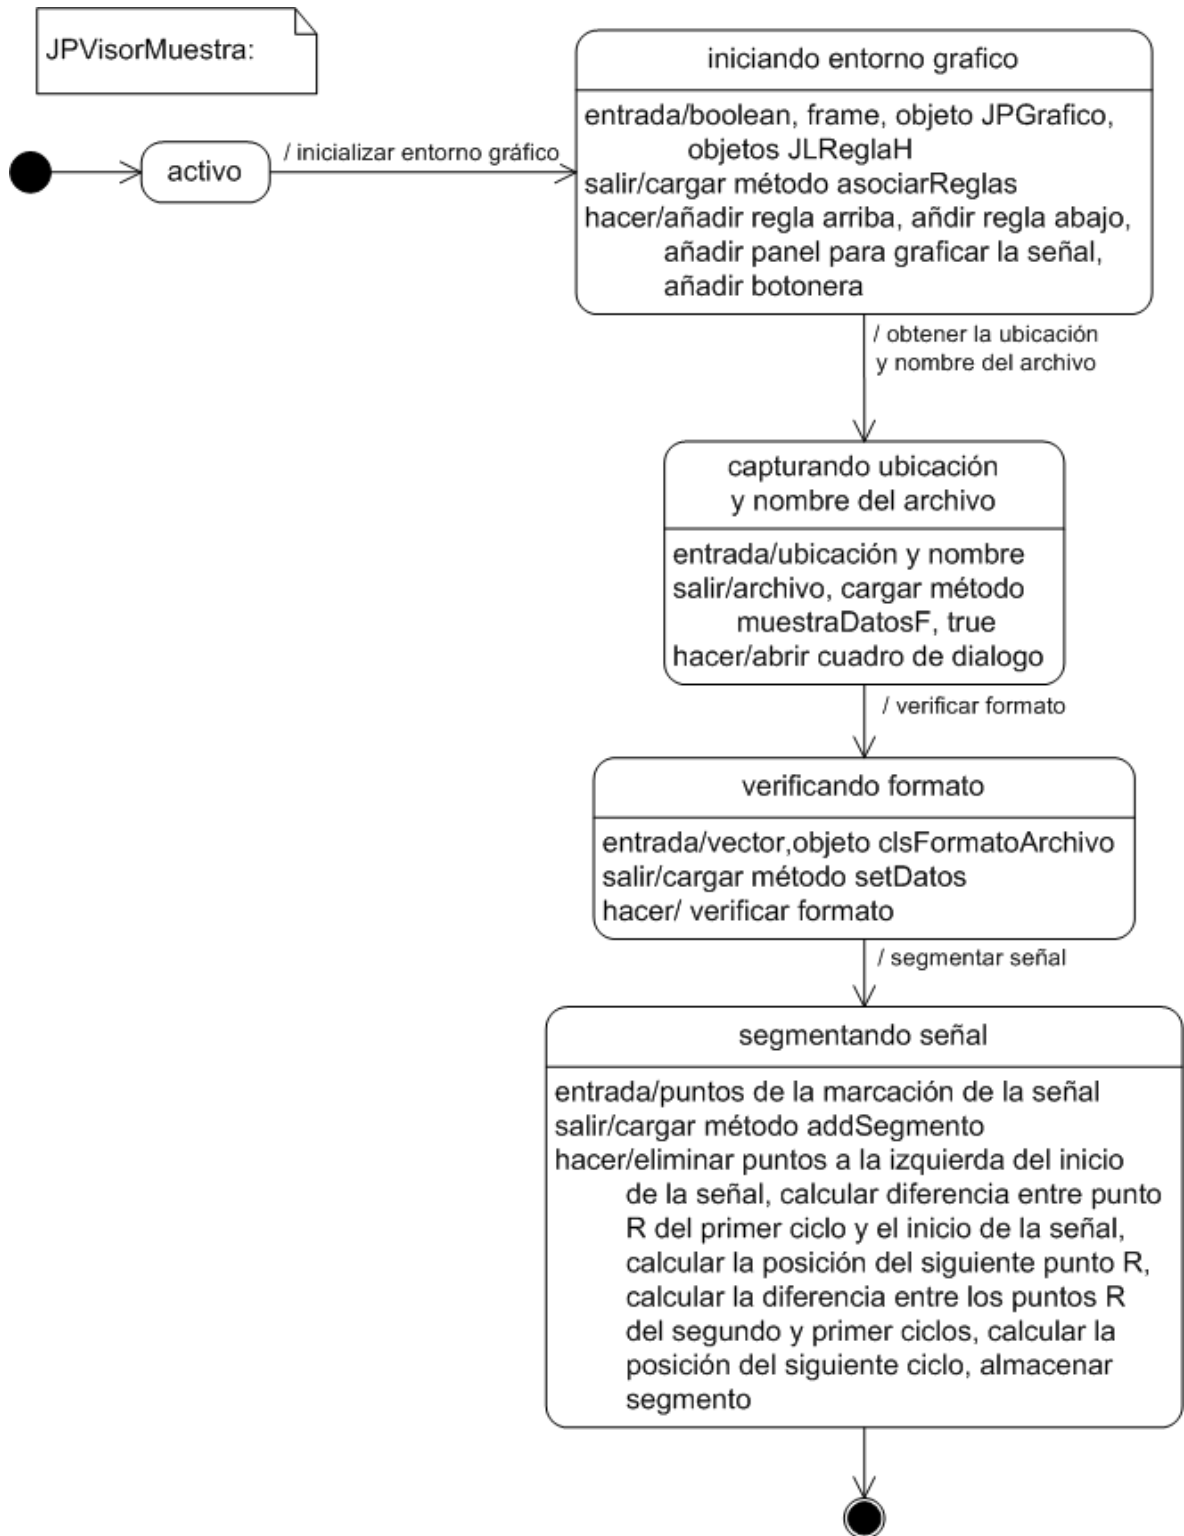 JPVisorMuestra:
activo
/ inicializar entorno gráfico
iniciando entorno grafico
entrada/boolean, frame, objeto JPGrafico,
objetos JLReglaH
salir/cargar método asociarReglas
hacer/añadir regla arriba, añdir regla abajo,
añadir panel para graficar la señal,
añadir botonera
/ obtener la ubicación
y nombre del archivo
capturando ubicación
y nombre del archivo
entrada/ubicación y nombre
salir/archivo, cargar método
muestraDatosF, true
hacer/abrir cuadro de dialogo
/ verificar formato
verificando formato
entrada/vector,objeto clsFormatoArchivo
salir/cargar método setDatos
hacer/ verificar formato
/ segmentar señal
segmentando señal
entrada/puntos de la marcación de la señal
salir/cargar método addSegmento
hacer/eliminar puntos a la izquierda del inicio
de la señal, calcular diferencia entre punto
R del primer ciclo y el inicio de la señal,
calcular la posición del siguiente punto R,
calcular la diferencia entre los puntos R
del segundo y primer ciclos, calcular la
posición del siguiente ciclo, almacenar
segmento